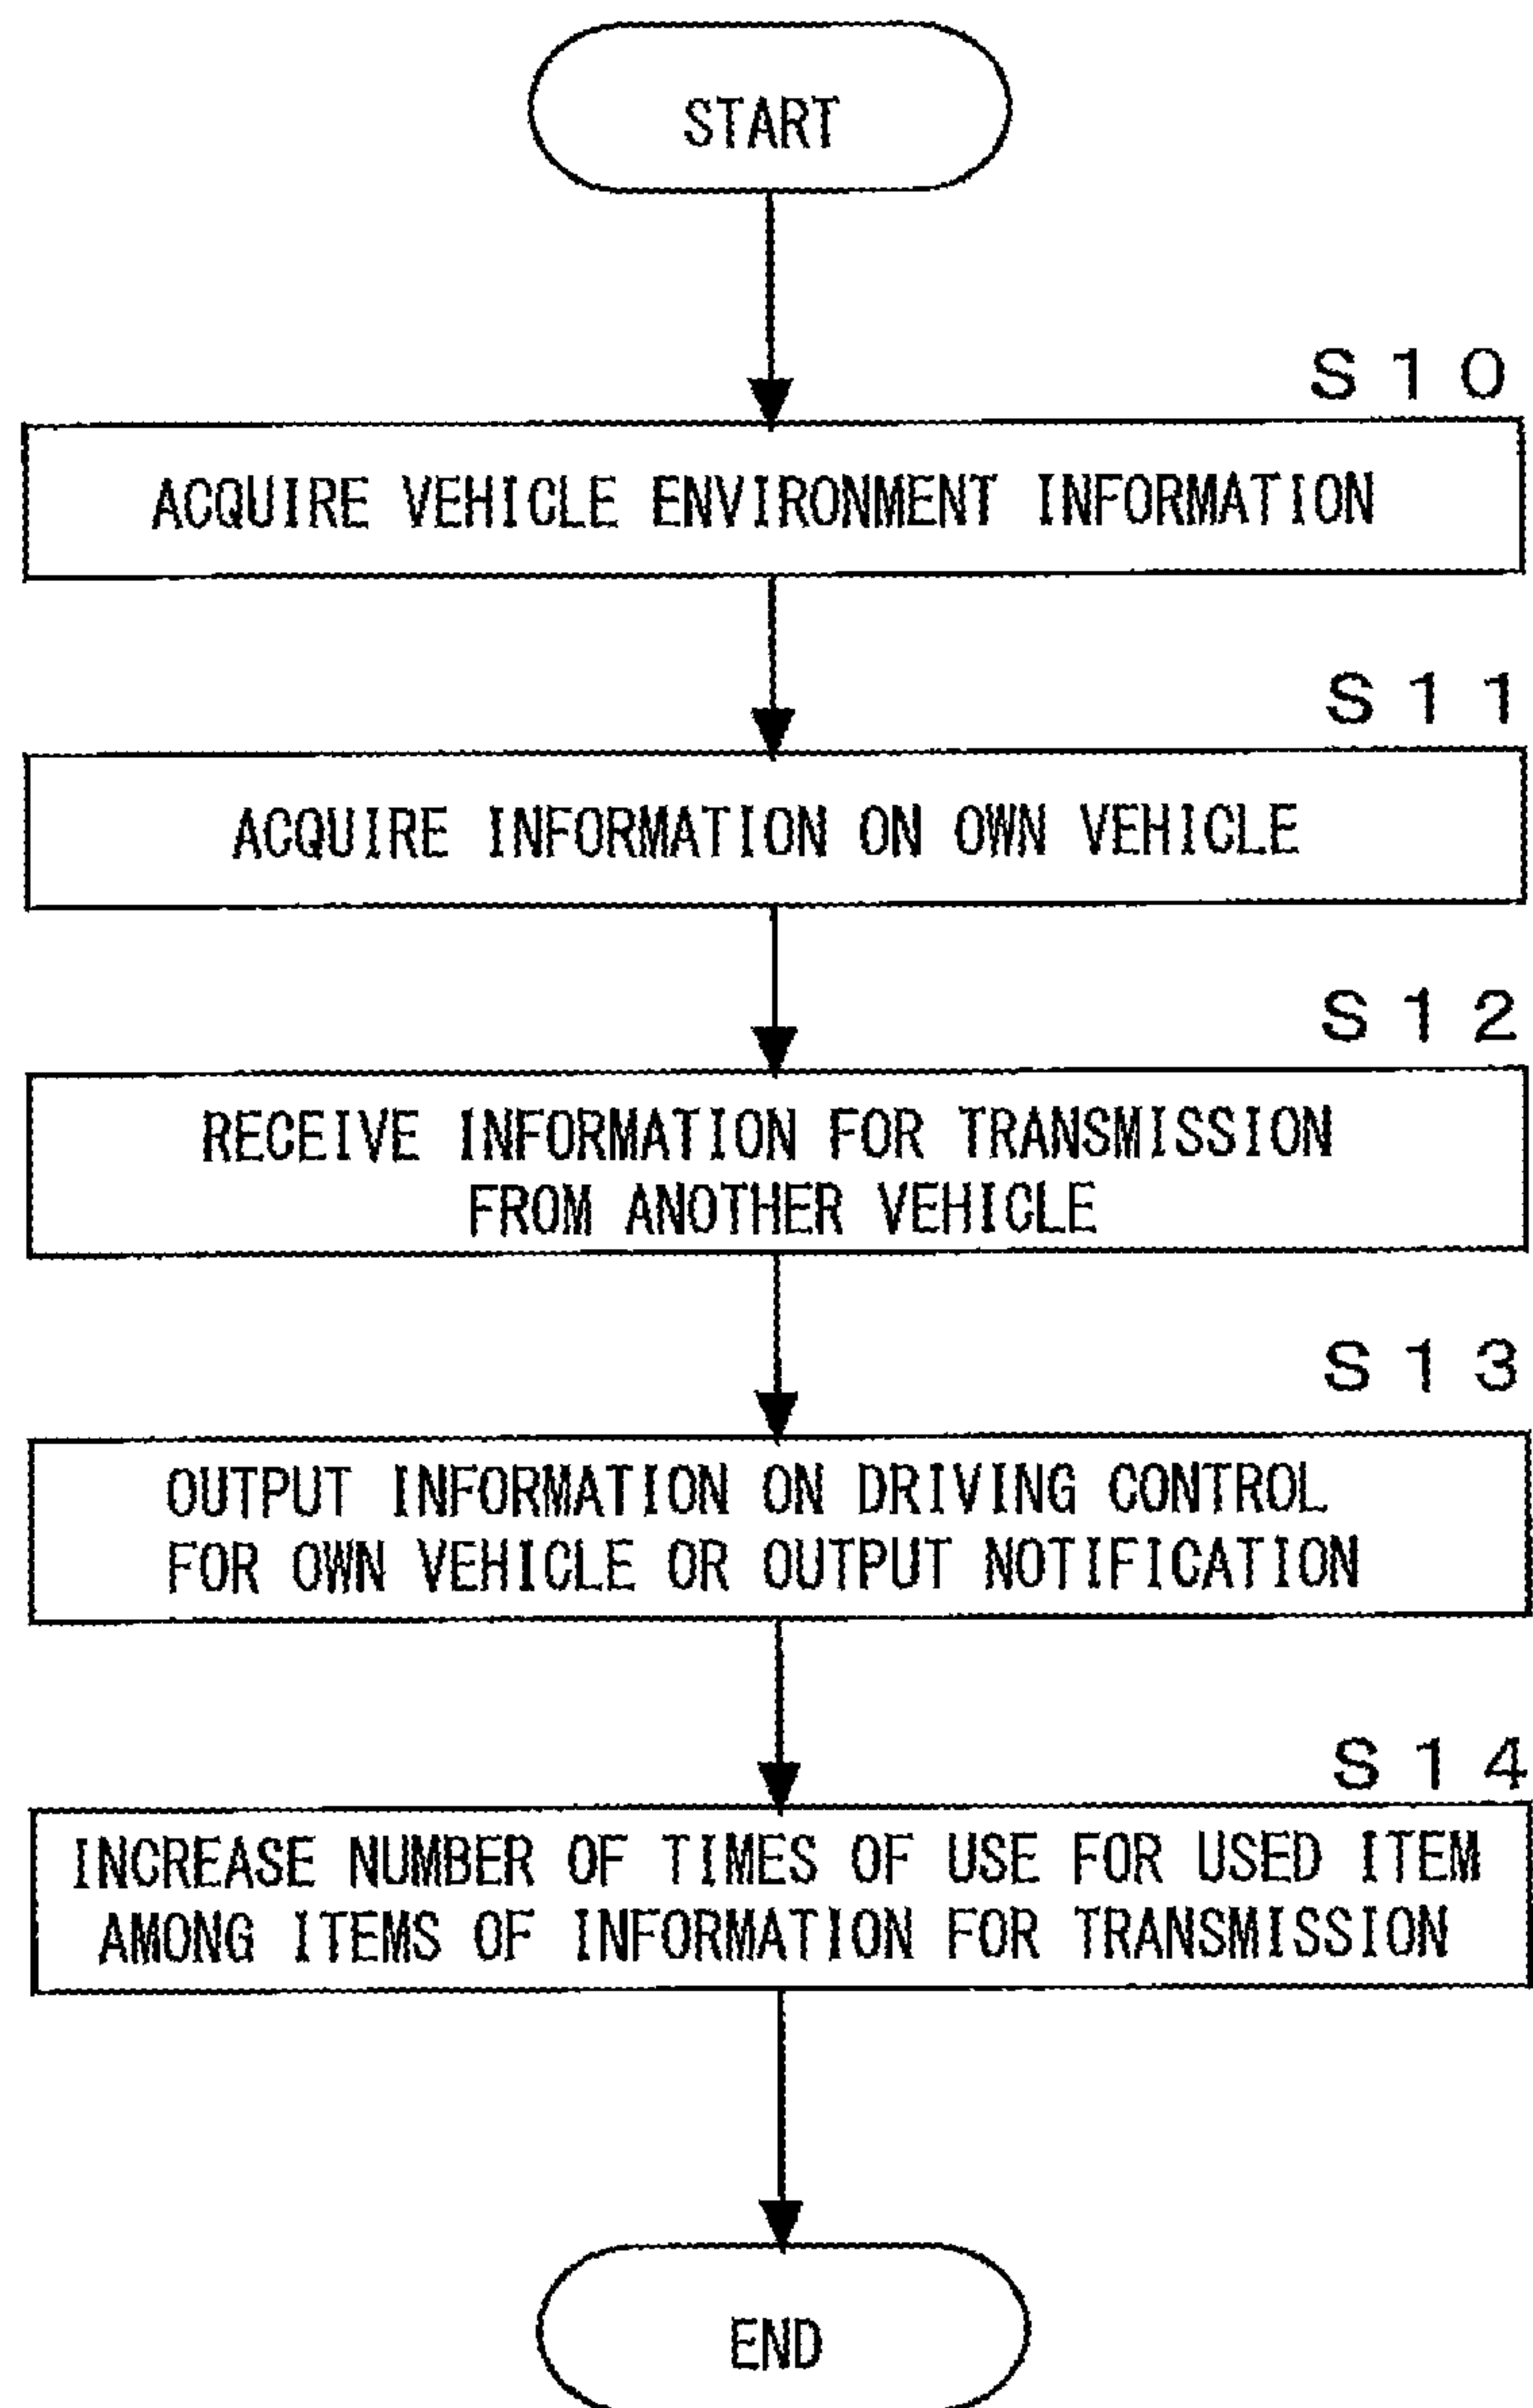 START
S10
ACQUIRE VEHICLE ENVIRONMENT INFORMATION
S11
ACQUIRE INFORMATION ON OWN VEHICLE
S12
RECEIVE INFORMATION FOR TRANSMISSION
FROM ANOTHER VEHICLE
S13
OUTPUT INFORMATION ON DRIVING CONTROL
FOR OWN VEHICLE OR OUTPUT NOTIFICATION
S14
INCREASE NUMBER OF TIMES OF USE FOR USED ITEM
AMONG ITEMS OF INFORMATION FOR TRANSMISSION
END